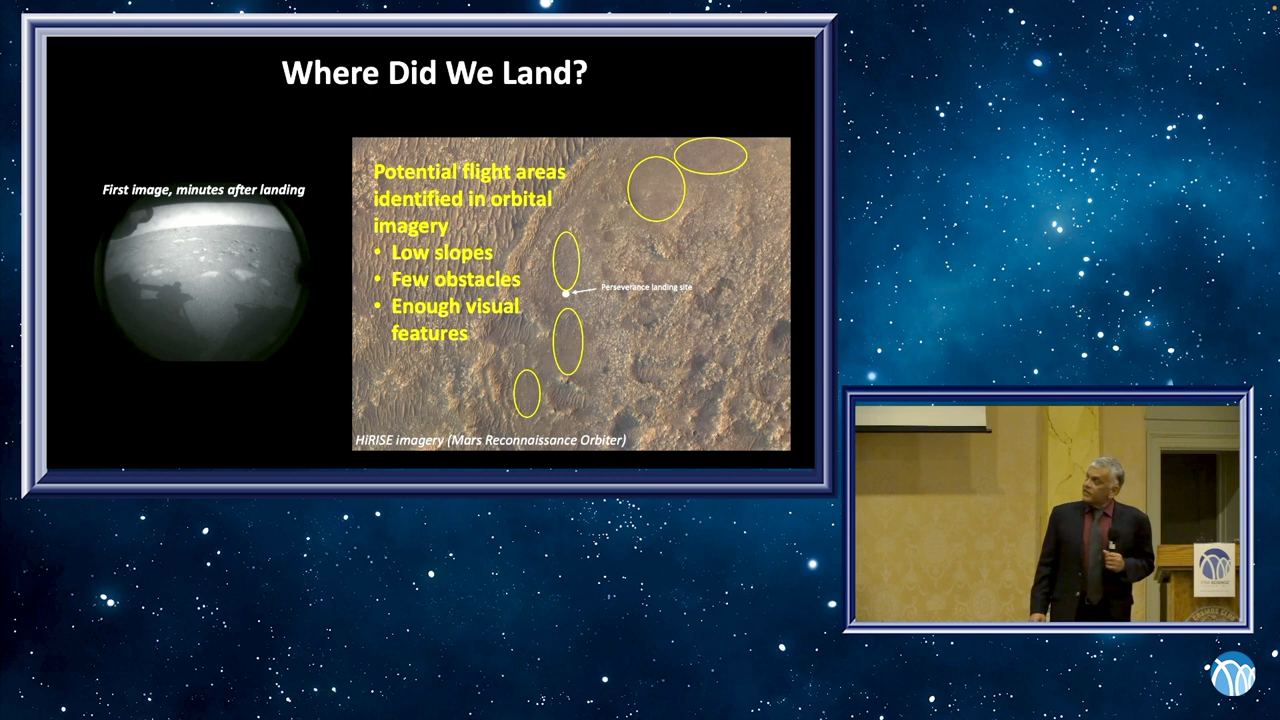 Where Did We Land?
First image, minutes after landing
Potential flight areas
identified in orbital
imagery
• Low slopes
• Few obstacles
• Enough visual
features
Perseverance landing site
HiRISE imagery (Mars Reconnaissance Orbiter)
SCIENCE